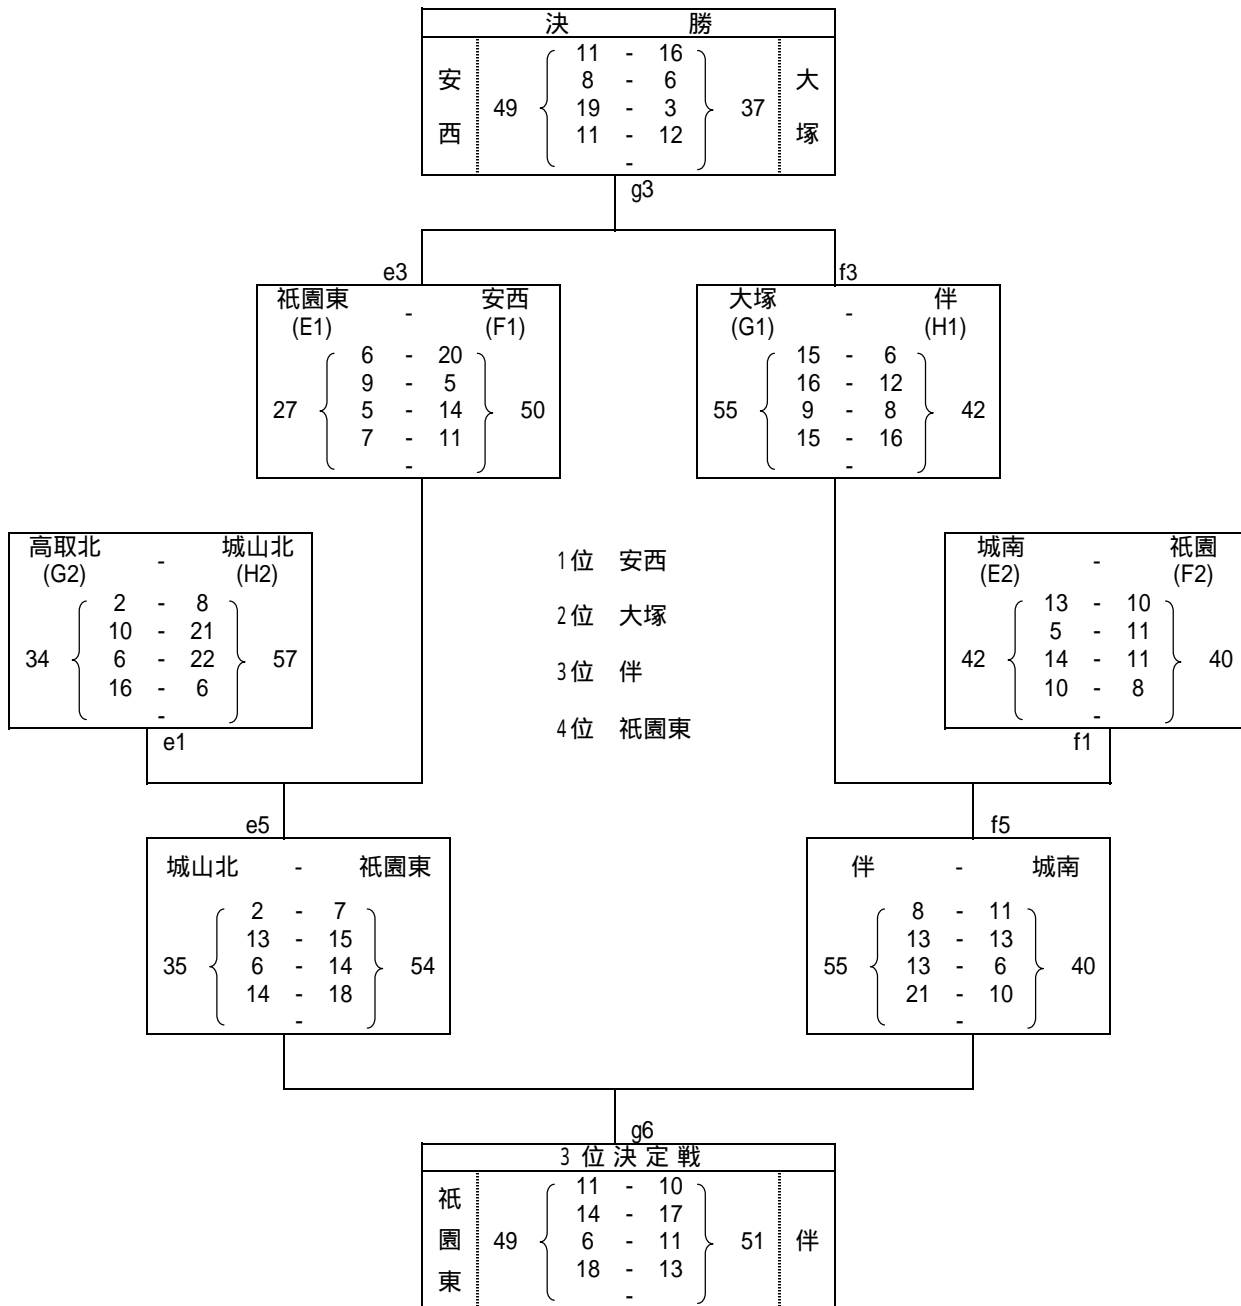 決 勝
安西 49 37 大塚
11 - 16
8 - 6
19 - 3
11 - 12
-
g3
e3
祇園東 - 安西
(E1) (F1)
27 50
6 - 20
9 - 5
5 - 14
7 - 11
-
f3
大塚 - 伴
(G1) (H1)
55 42
15 - 6
16 - 12
9 - 8
15 - 16
-
高取北 - 城山北
(G2) (H2)
34 57
2 - 8
10 - 21
6 - 22
16 - 6
-
e1
1位 安西
2位 大塚
3位 伴
4位 祇園東
城南 - 祇園
(E2) (F2)
42 40
13 - 10
5 - 11
14 - 11
10 - 8
-
f1
e5
城山北 - 祇園東
35 54
2 - 7
13 - 15
6 - 14
14 - 18
-
f5
伴 - 城南
55 40
8 - 11
13 - 13
13 - 6
21 - 10
-
g6
3位決定戦
祇園東 49 51 伴
11 - 10
14 - 17
6 - 11
18 - 13
-